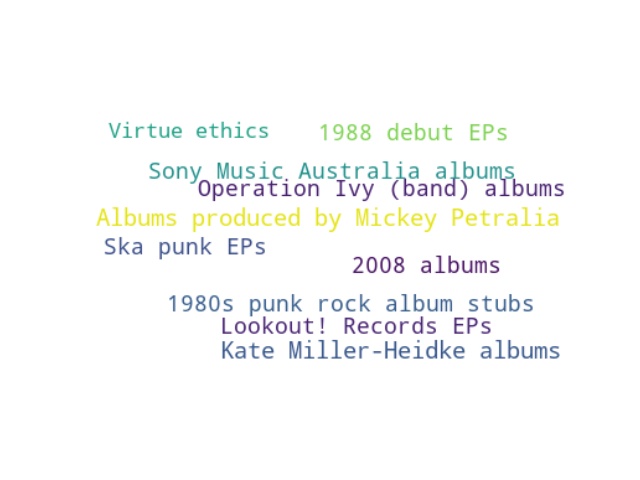 Virtue ethics
1988 debut EPs
Sony Music Australia albums
Operation Ivy (band) albums
Albums produced by Mickey Petralia
Ska punk EPs
2008 albums
1980s punk rock album stubs
Lookout! Records EPs
Kate Miller-Heidke albums